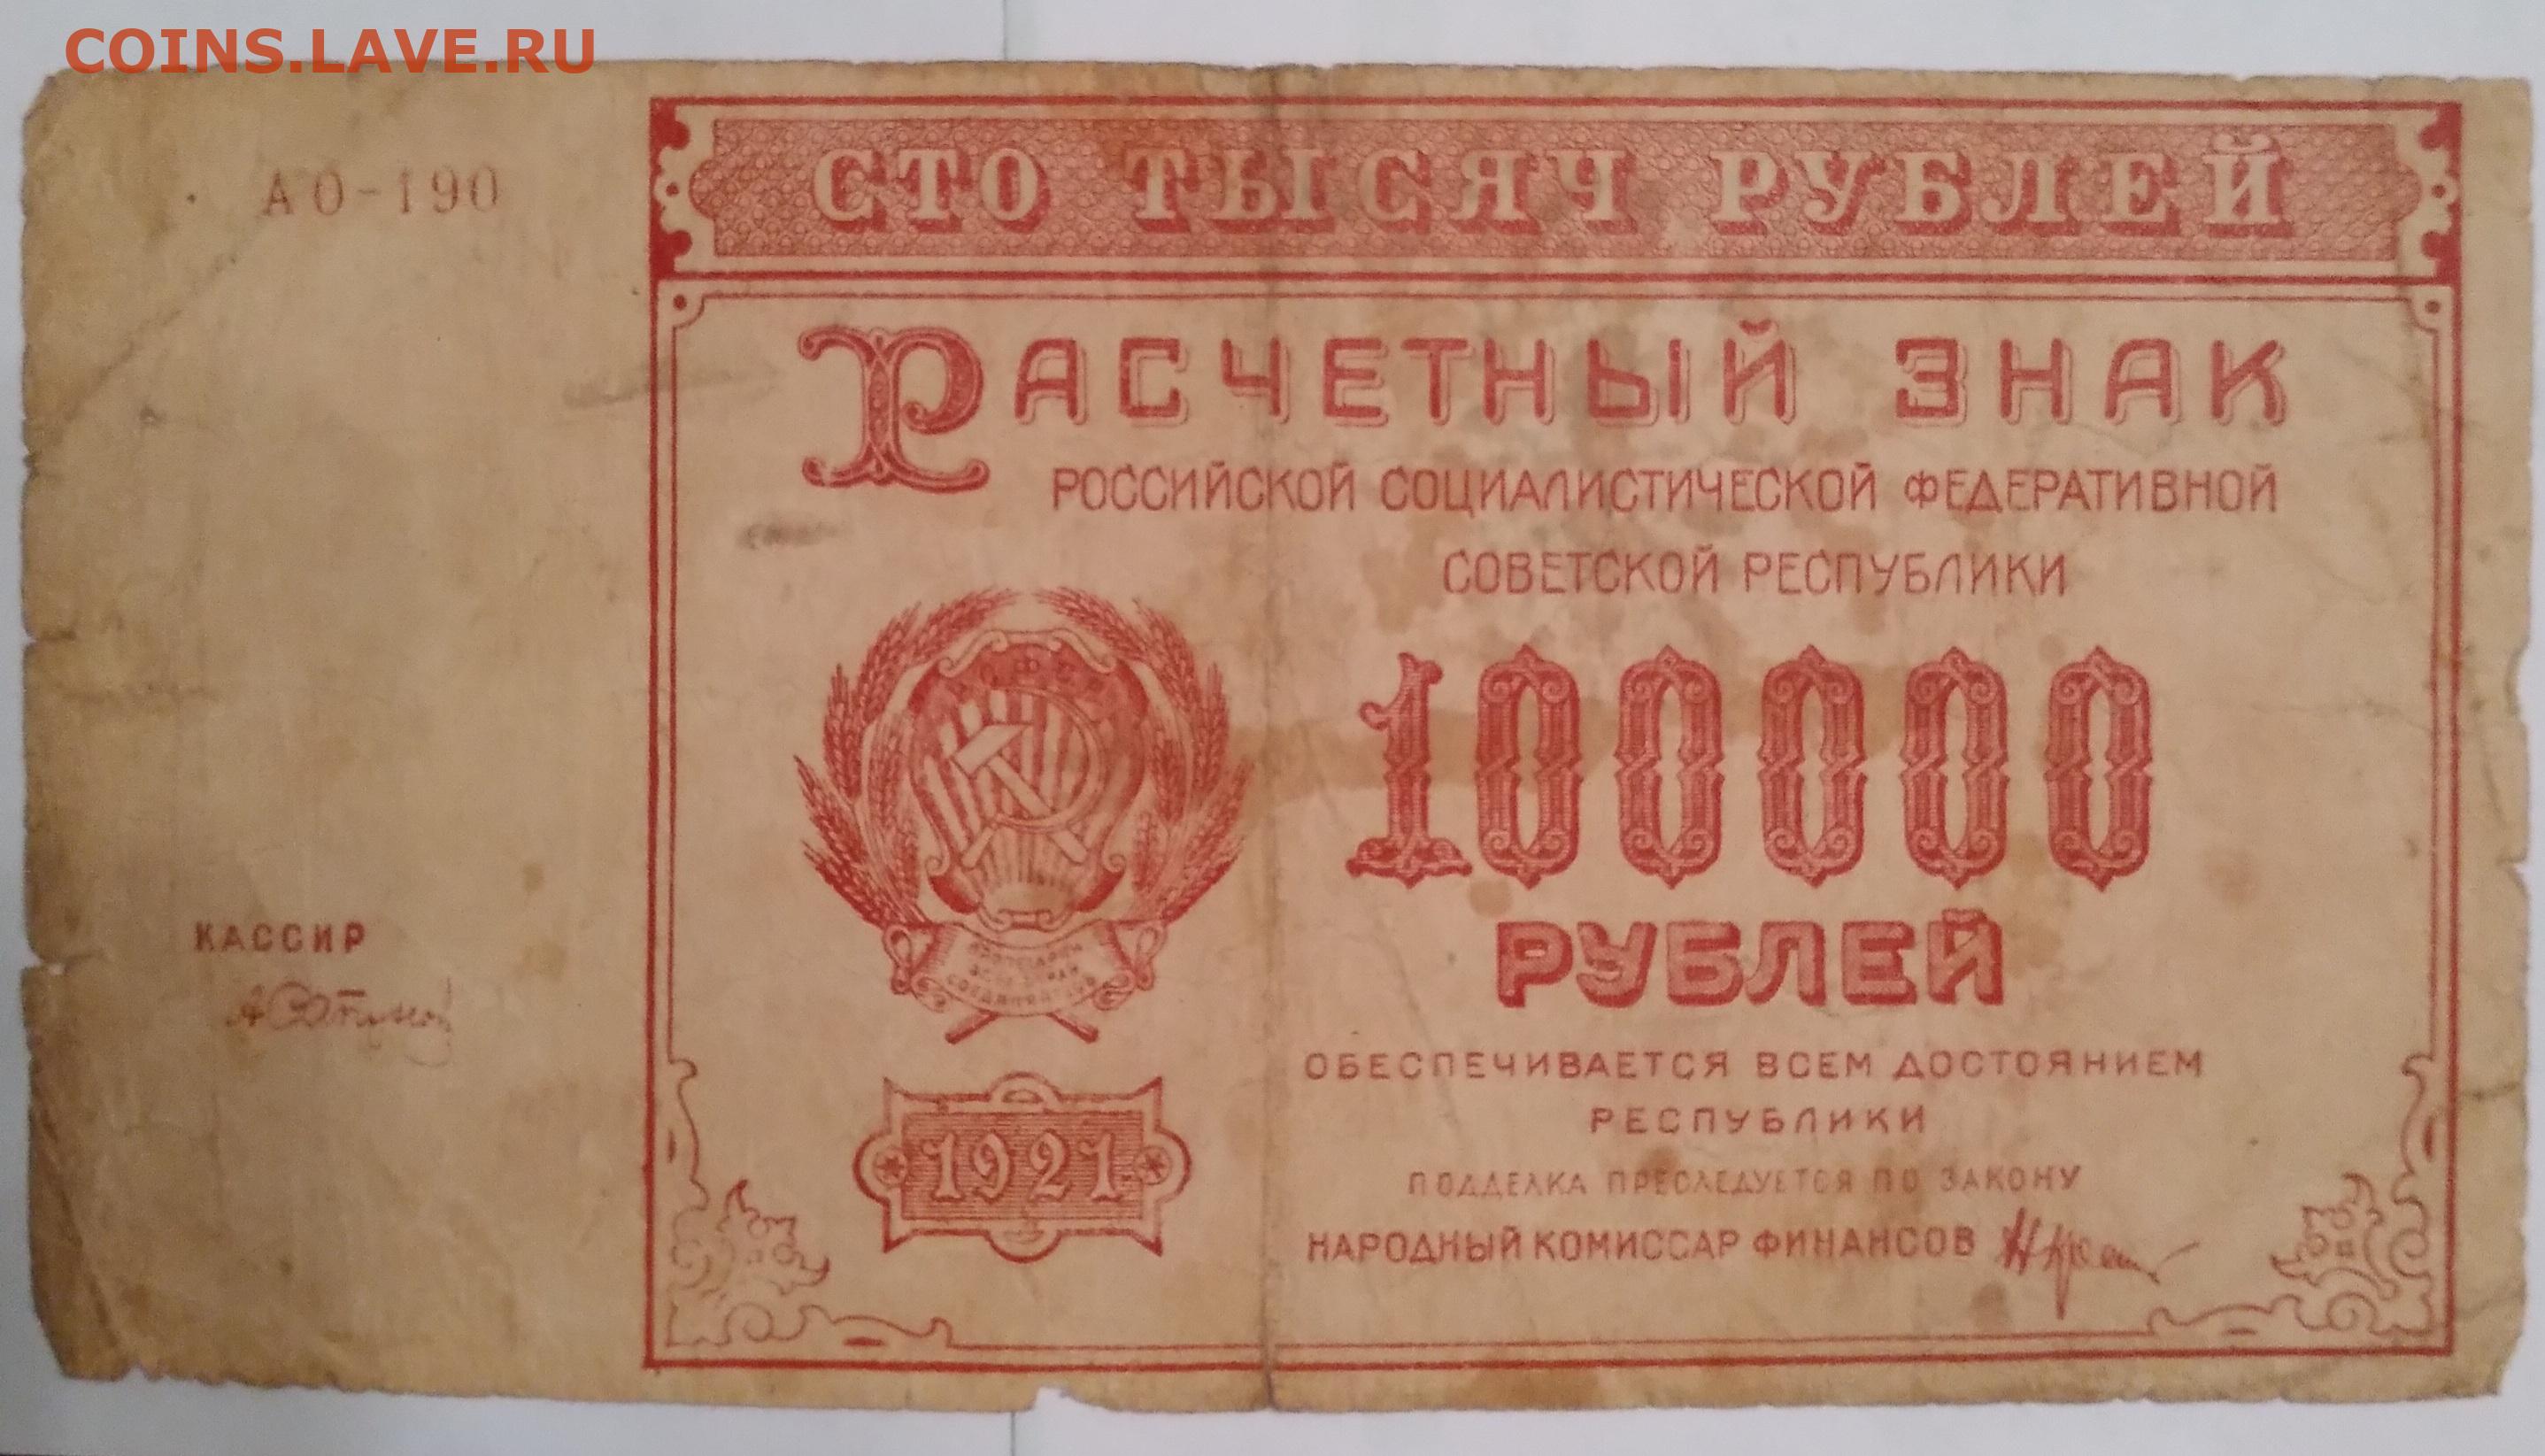 COINS.LAVE.RU
АО-190
СТО ТЫСЯЧ РУБЛЕЙ
РАСЧЕТНЫЙ ЗНАК
РОССИЙСКОЙ СОЦИАЛИСТИЧЕСКОЙ ФЕДЕРАТИВНОЙ
СОВЕТСКОЙ РЕСПУБЛИКИ
100000
РУБЛЕЙ
КАССИР
1921
ОБЕСПЕЧИВАЕТСЯ ВСЕМ ДОСТОЯНИЕМ
РЕСПУБЛИКИ
ПОДДЕЛКА ПРЕСЛЕДУЕТСЯ ПО ЗАКОНУ
НАРОДНЫЙ КОМИССАР ФИНАНСОВ